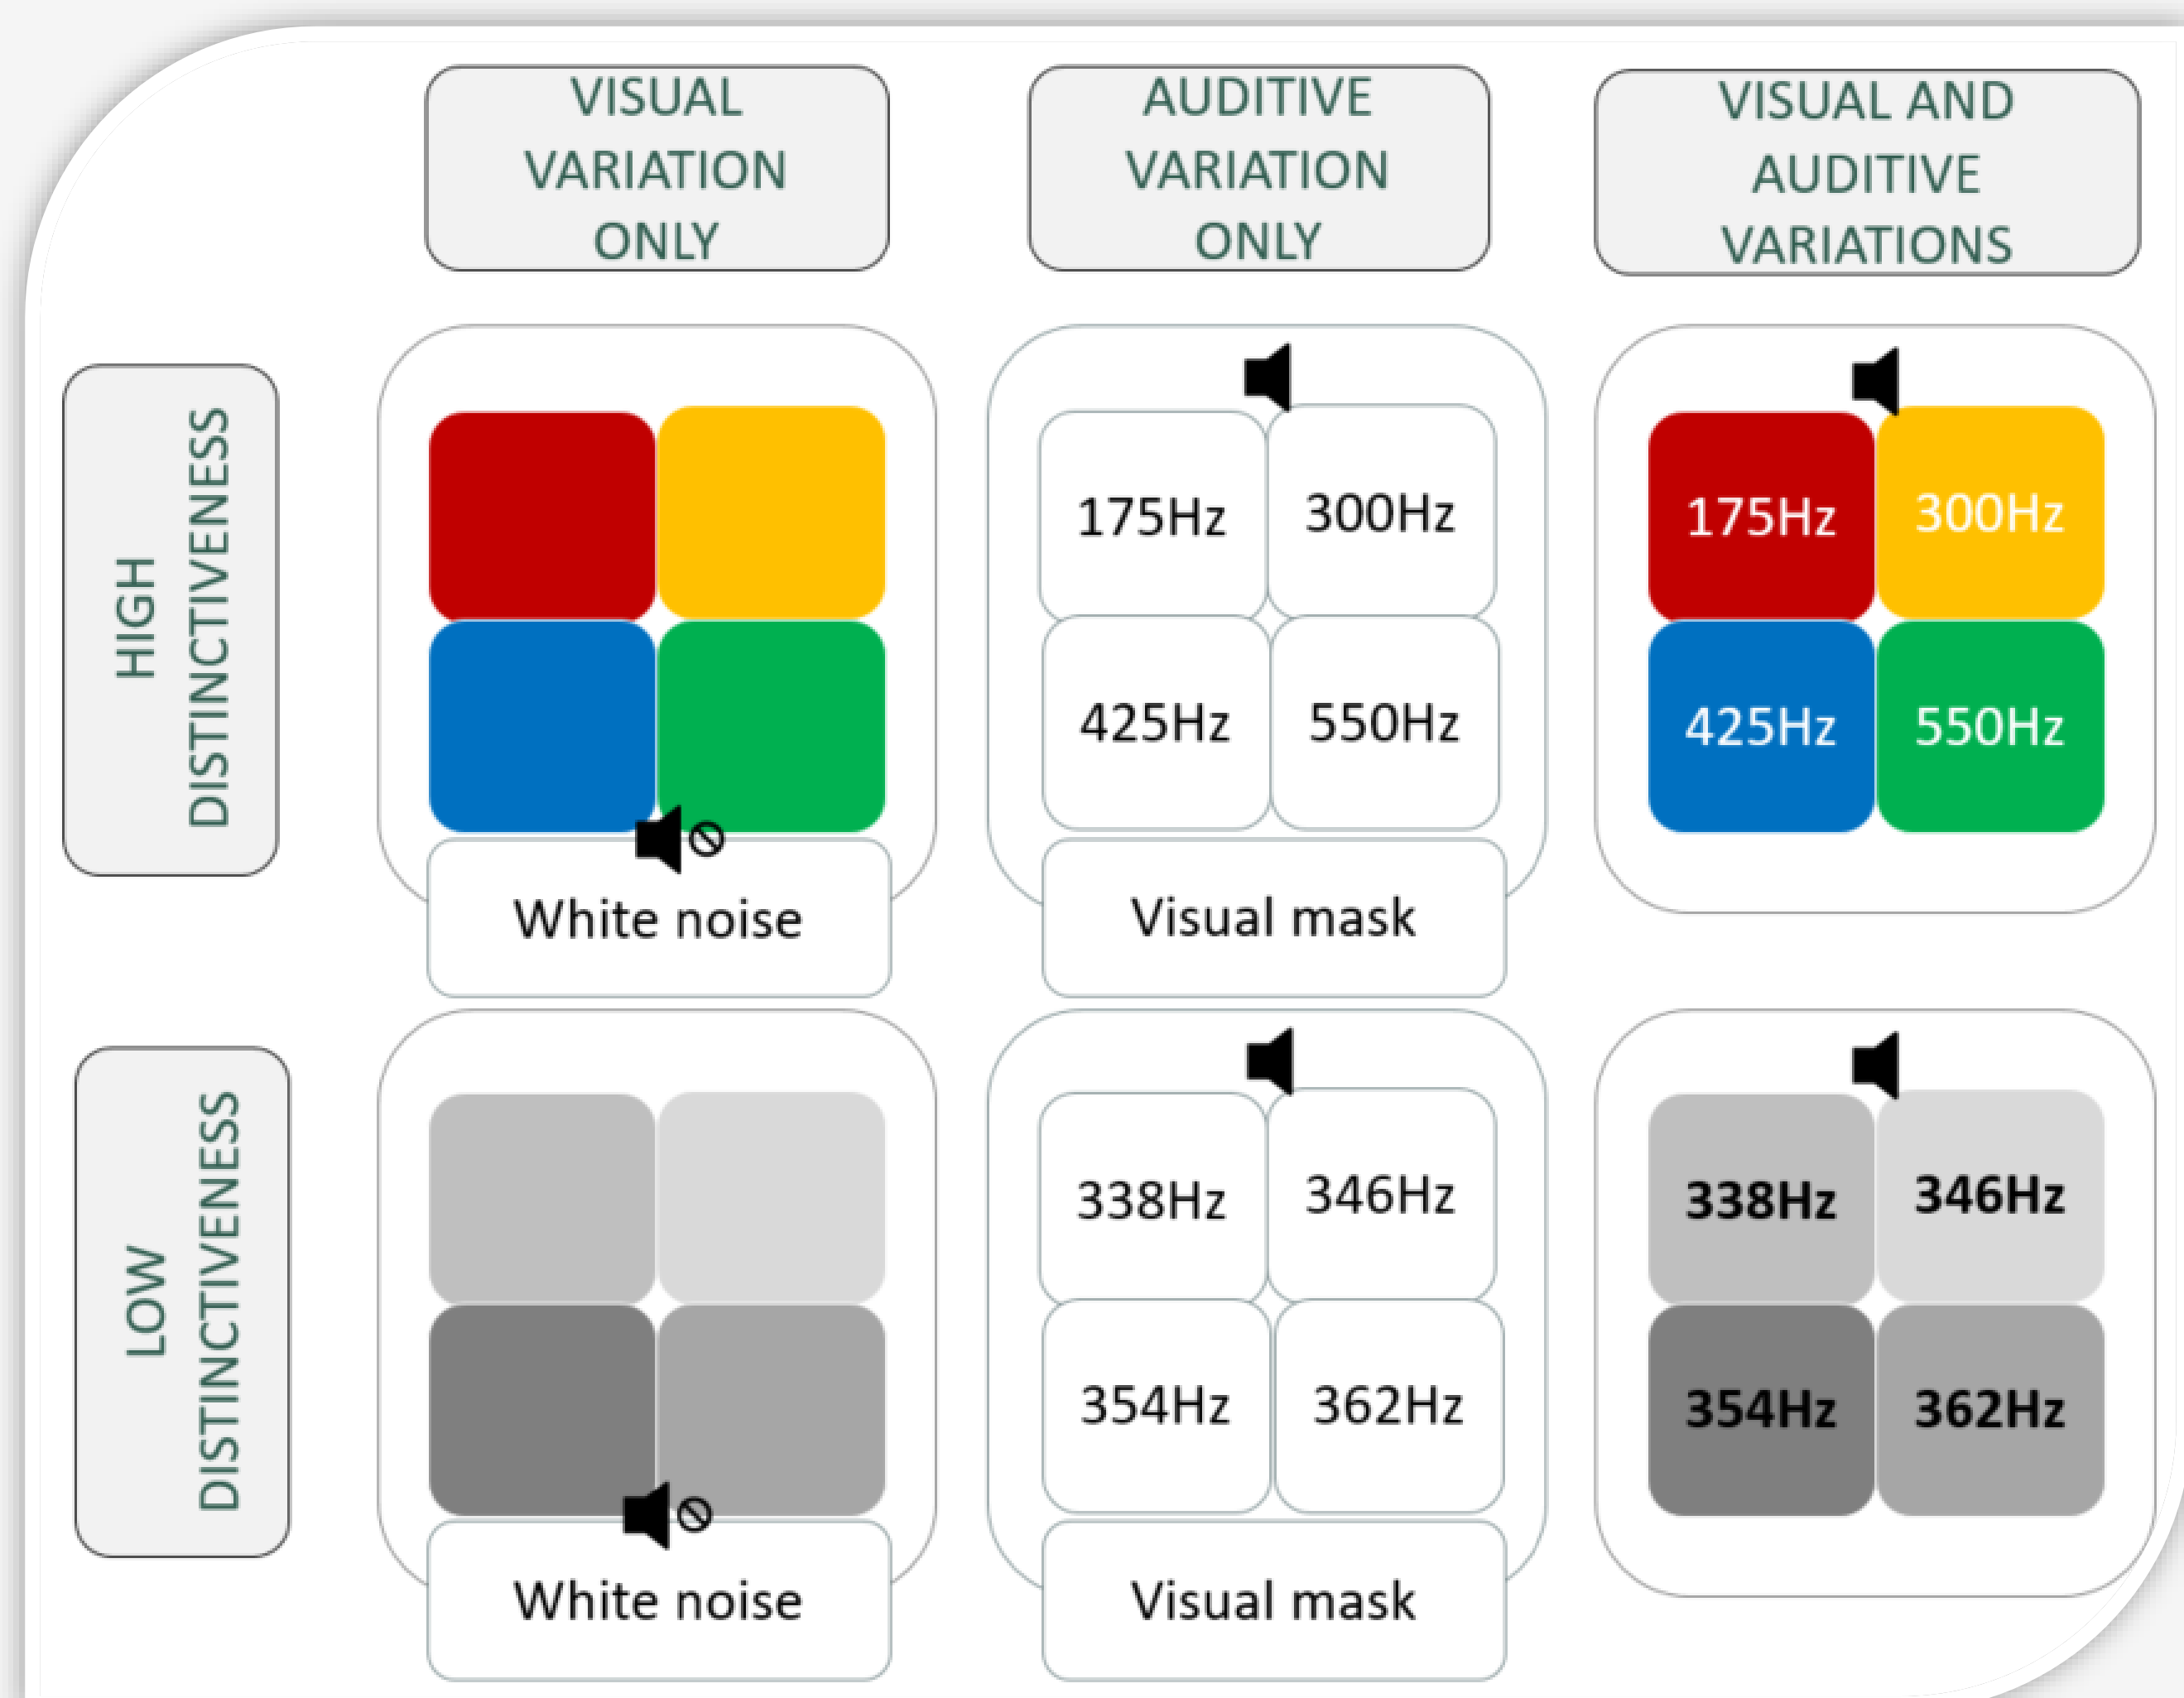 VISUAL
VARIATION
ONLY
AUDITIVE
VARIATION
ONLY
VISUAL AND
AUDITIVE
VARIATIONS
HIGH
DISTINCTIVENESS
175Hz
300Hz
425Hz
550Hz
175Hz
300Hz
425Hz
550Hz
White noise
Visual mask
LOW
DISTINCTIVENESS
338Hz
346Hz
354Hz
362Hz
338Hz
346Hz
354Hz
362Hz
White noise
Visual mask